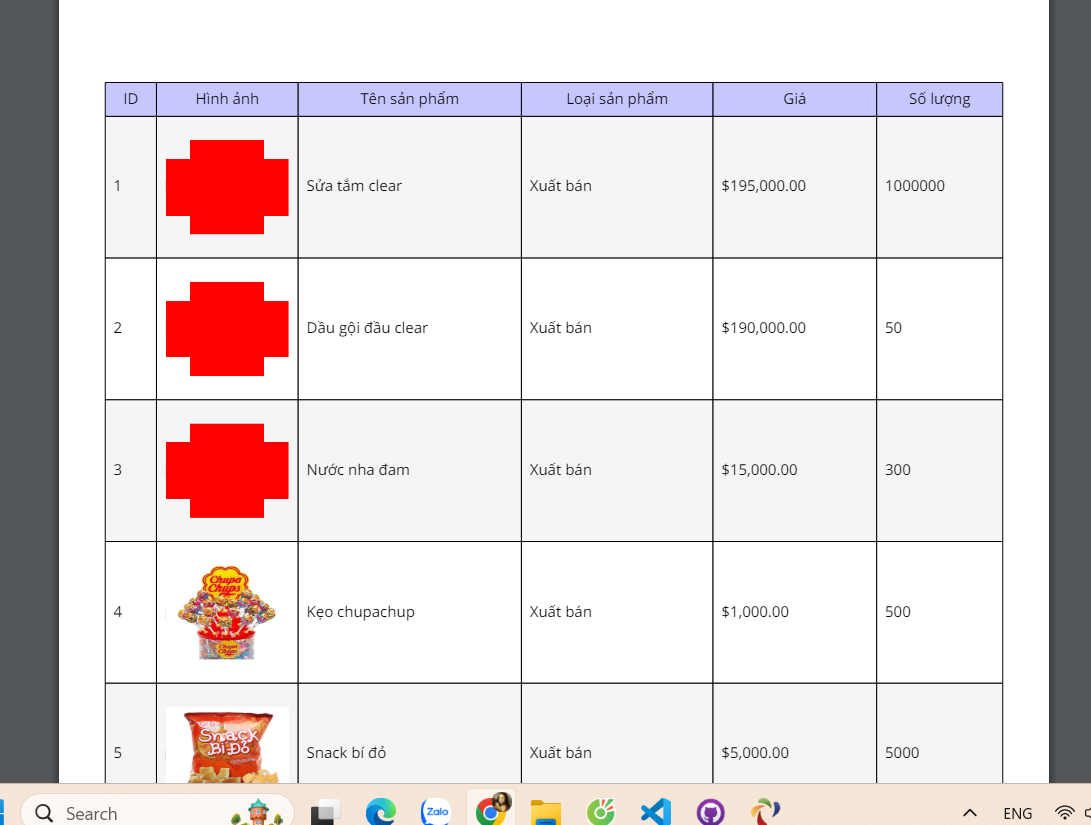 ID Hình ảnh Tên sản phẩm Loại sản phẩm Giá Số lượng
1 Sửa tắm clear Xuất bán $195,000.00 1000000
2 Dầu gội đầu clear Xuất bán $190,000.00 50
3 Nước nha đam Xuất bán $15,000.00 300
Chupa
Chups
4 Kẹo chupachup Xuất bán $1,000.00 500
Chupa
Chups
Snack
Bí Đỏ
5 Snack bí đỏ Xuất bán $5,000.00 5000
Search Zalo ENG